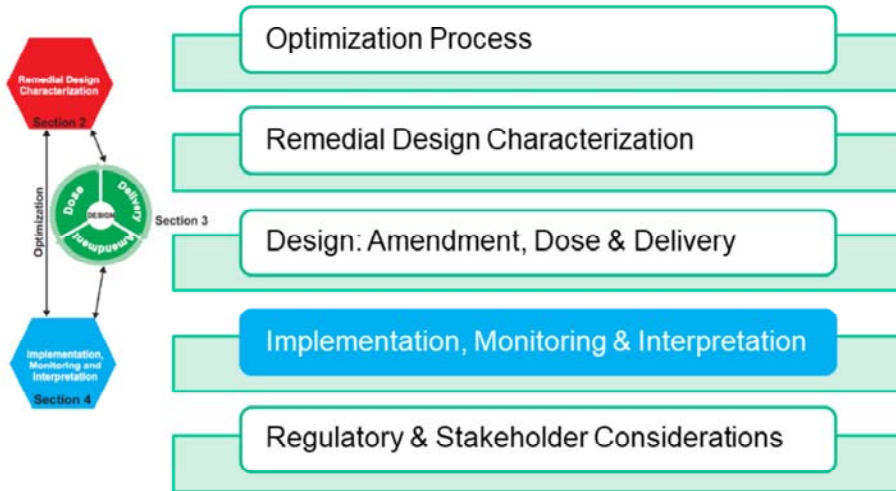 Remedial Design
Characterization
Section 2
Optimization
Dose
Delivery
DESIGN
Amendment
Section 3
Implementation,
Monitoring and
Interpretation
Section 4
Optimization Process
Remedial Design Characterization
Design: Amendment, Dose & Delivery
Implementation, Monitoring & Interpretation
Regulatory & Stakeholder Considerations